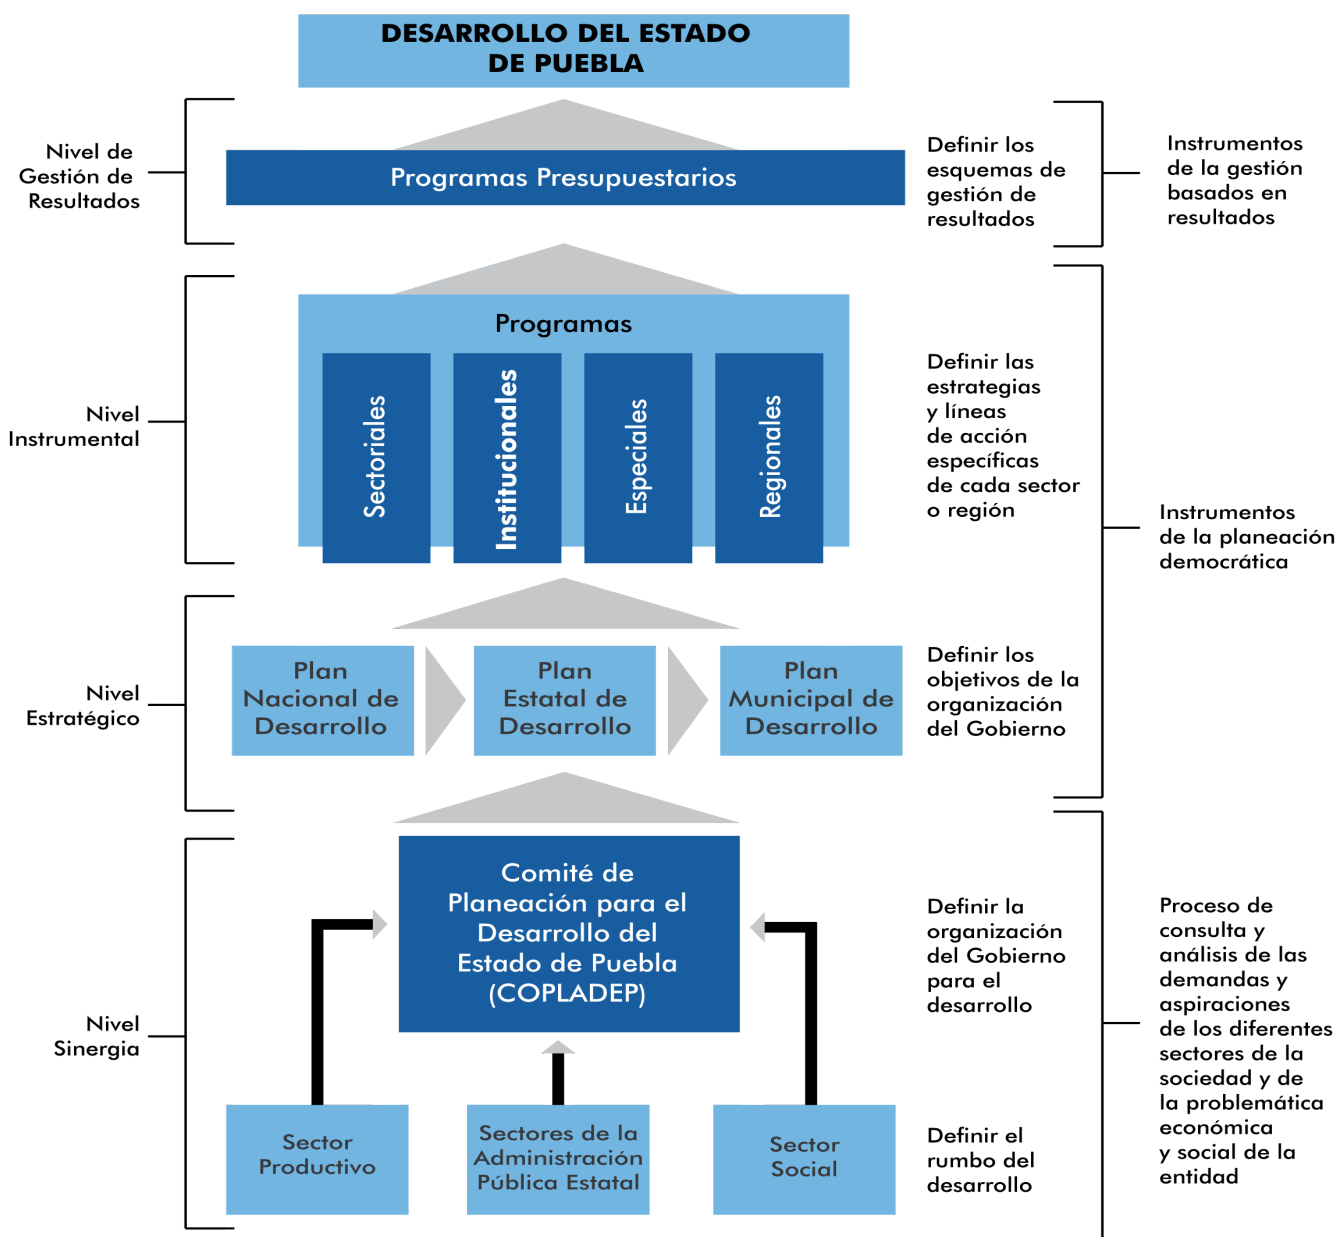 DESARROLLO DEL ESTADO
DE PUEBLA
Nivel de
Gestión de
Resultados
Programas Presupuestarios
Definir los
esquemas de
gestión de
resultados
Instrumentos
de la gestión
basados en
resultados
Nivel
Instrumental
Programas
Sectoriales
Institucionales
Especiales
Regionales
Definir las
estrategias
y líneas
de acción
específicas
de cada sector
o región
Instrumentos
de la planeación
democrática
Nivel
Estratégico
Plan
Nacional de
Desarrollo
Plan
Estatal de
Desarrollo
Plan
Municipal de
Desarrollo
Definir los
objetivos de la
organización
del Gobierno
Nivel
Sinergia
Comité de
Planeación para el
Desarrollo del
Estado de Puebla
(COPLADEP)
Definir la
organización
del Gobierno
para el
desarrollo
Proceso de
consulta y
análisis de las
demandas y
aspiraciones
de los diferentes
sectores de la
sociedad y de
la problemática
económica
y social de la
entidad
Sector
Productivo
Sectores de la
Administración
Pública Estatal
Sector
Social
Definir el
rumbo del
desarrollo